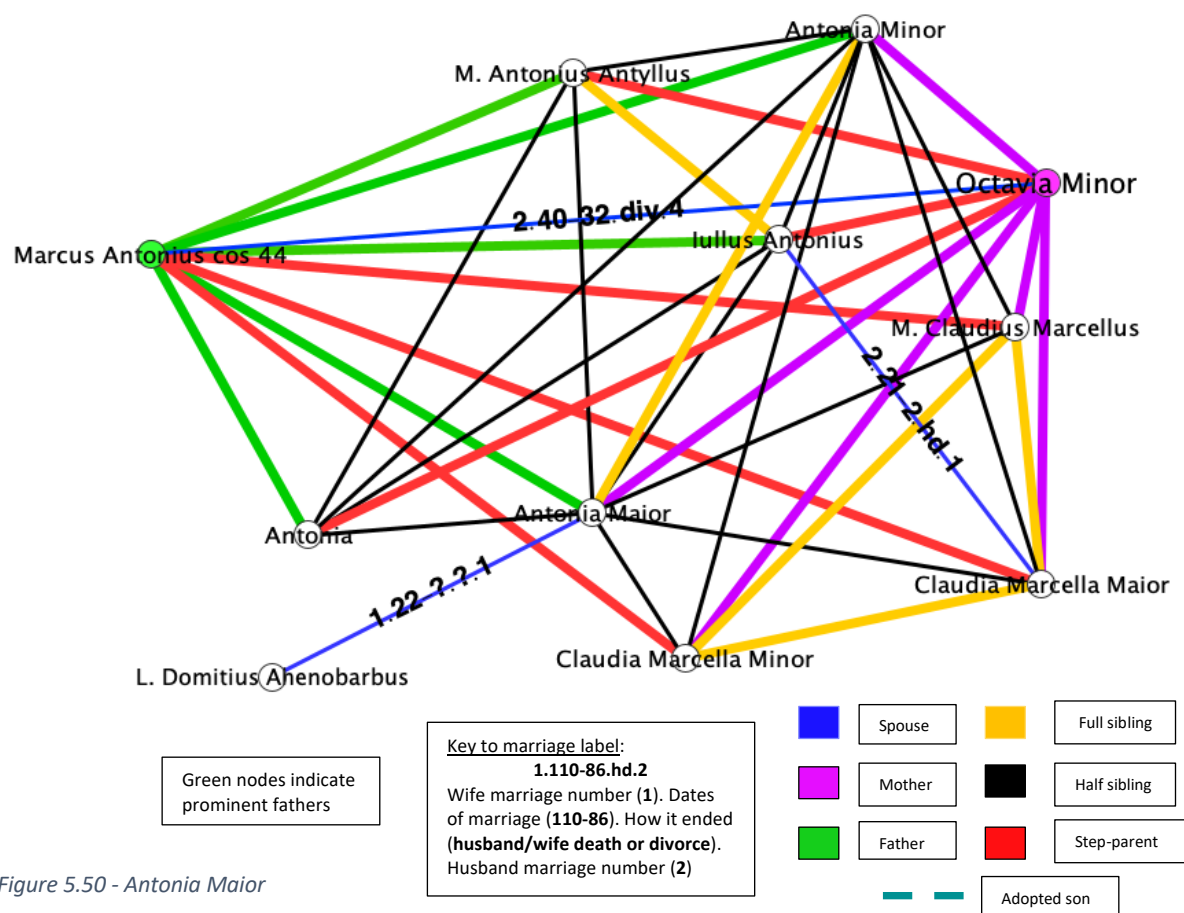 Antonia Minor
M. Antonius Antyllus
Octavia Minor
2.40-32.div.4
Iullus Antonius
Marcus Antonius cos 44
M. Claudius Marcellus
2.21-2.hd.1
Antonia Maior
Antonia
1.22-?.?.1
Claudia Marcella Maior
Claudia Marcella Minor
L. Domitius Ahenobarbus
Green nodes indicate
prominent fathers
Key to marriage label:
1.110-86.hd.2
Wife marriage number (1). Dates
of marriage (110-86). How it ended
(husband/wife death or divorce).
Husband marriage number (2)
Spouse
Full sibling
Mother
Half sibling
Father
Step-parent
Adopted son
Figure 5.50 - Antonia Maior